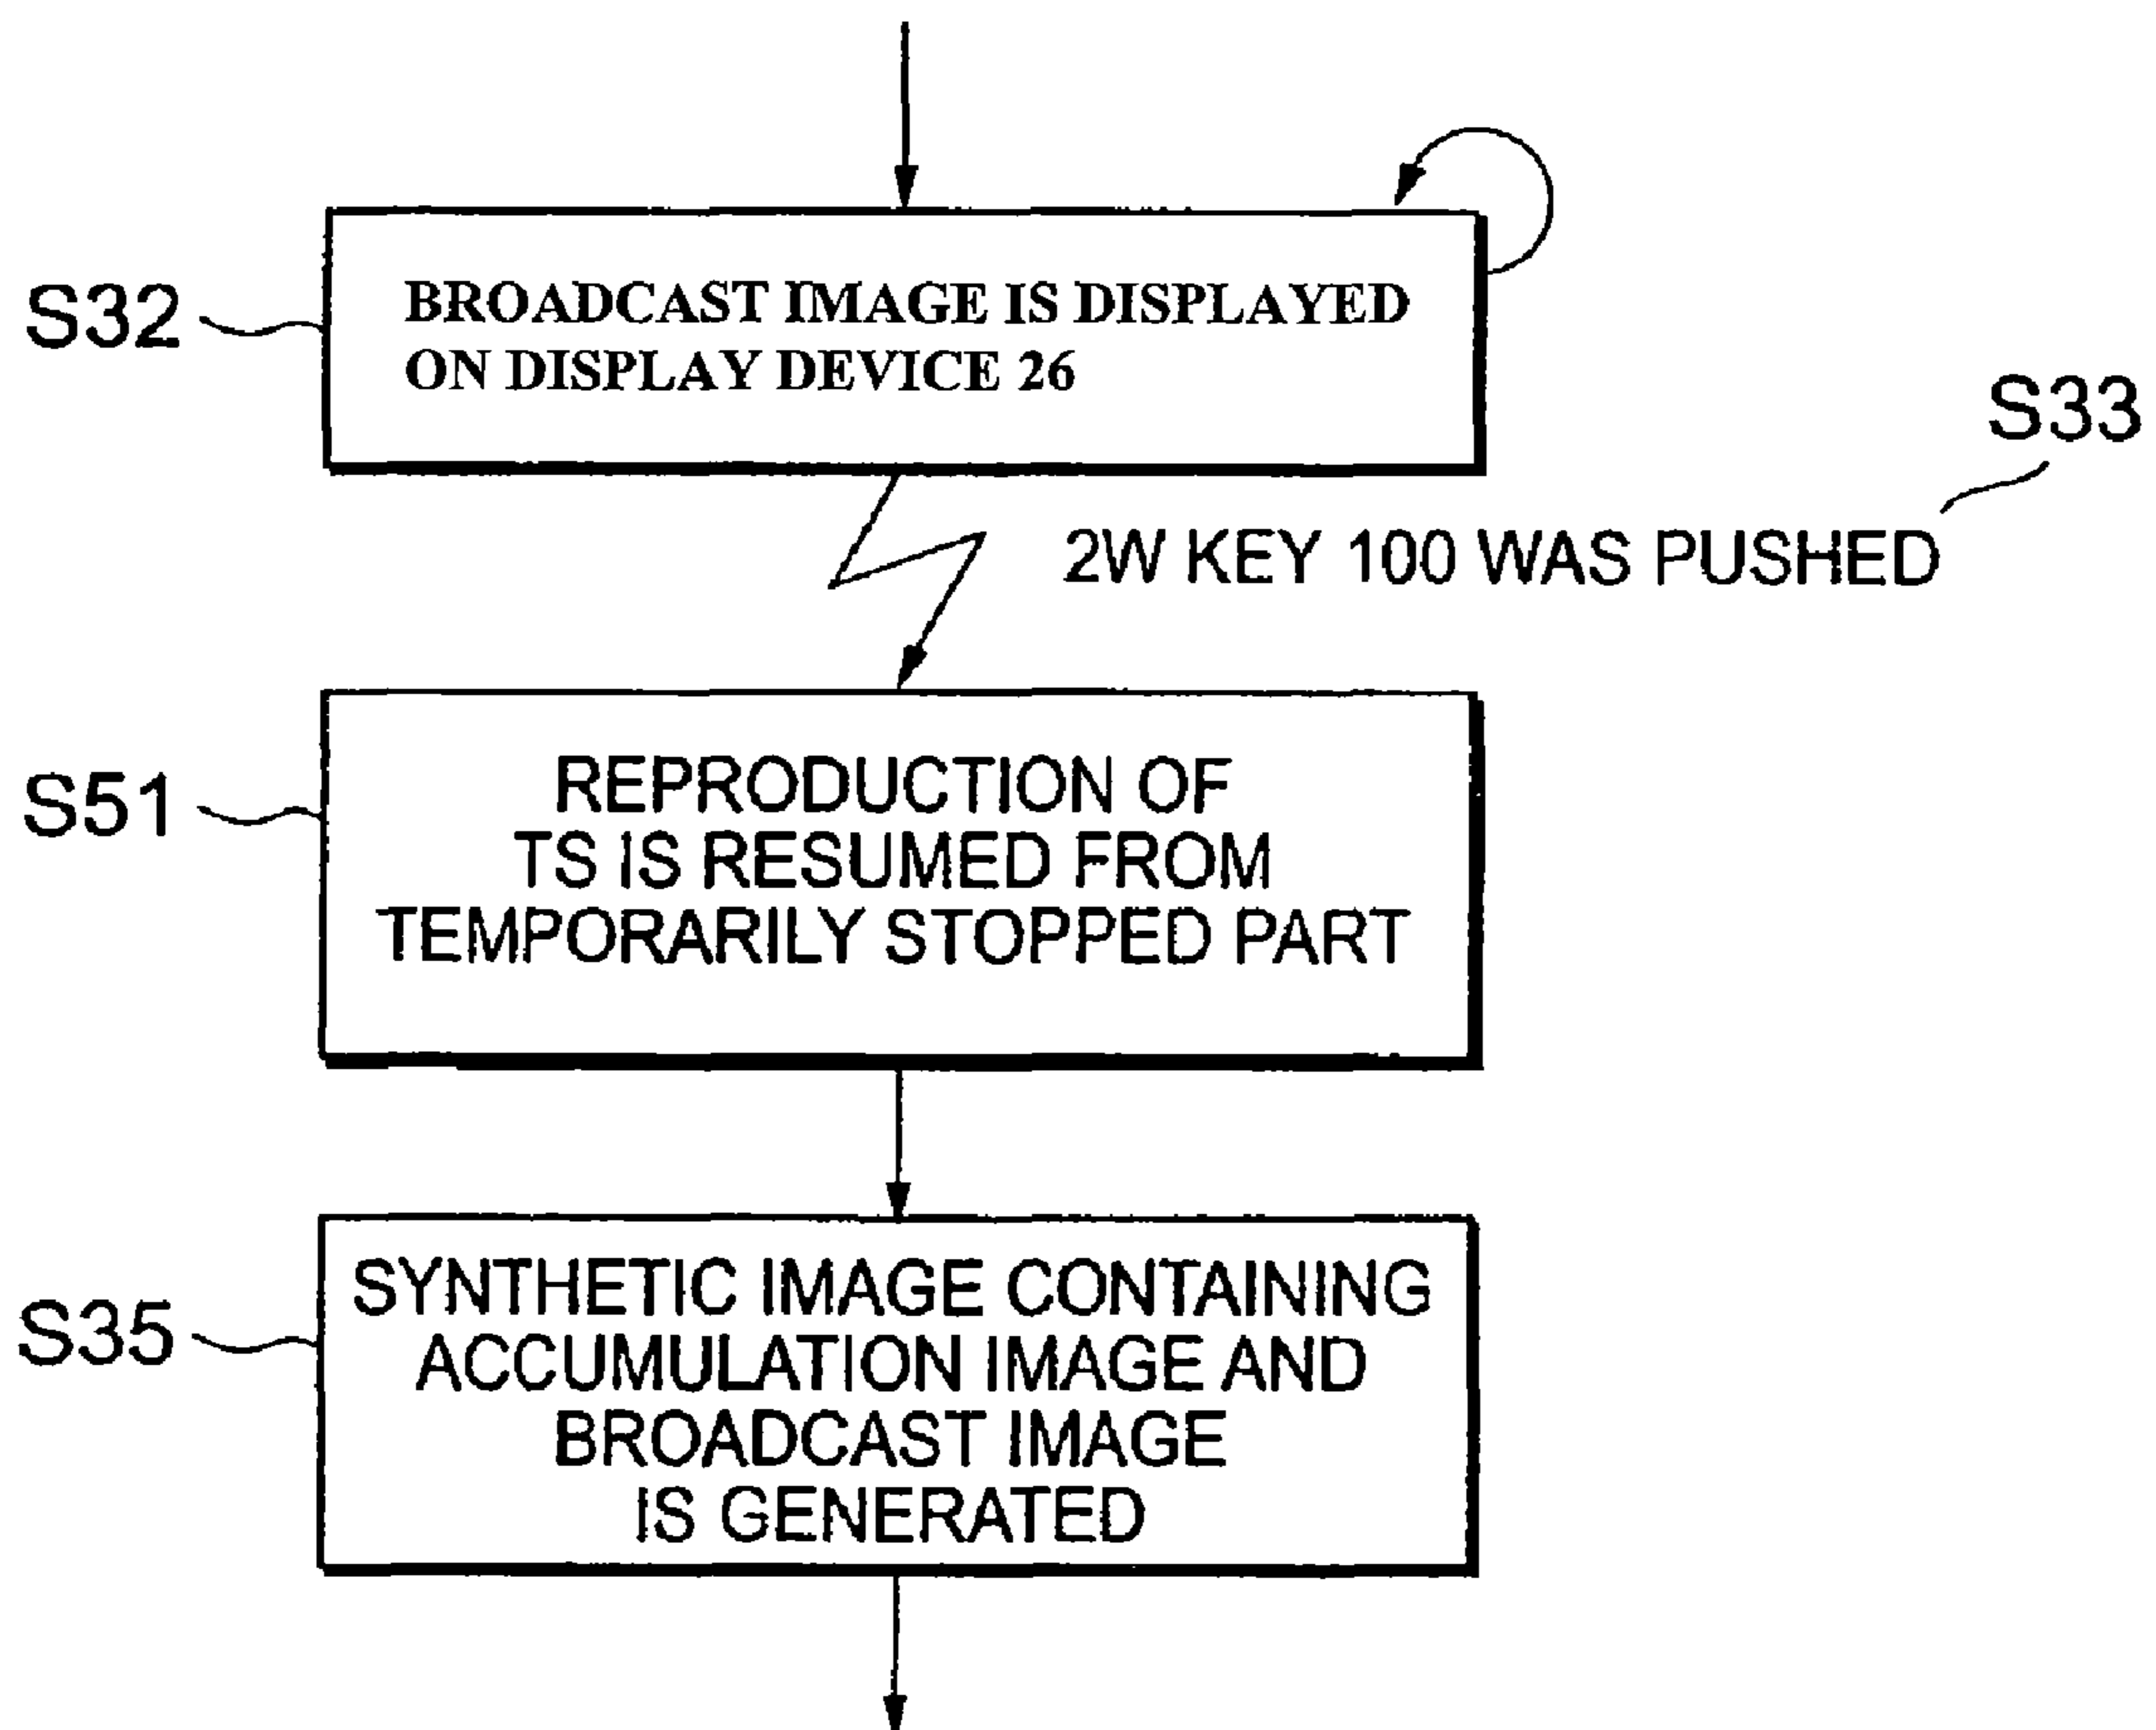 S32
BROADCAST IMAGE IS DISPLAYED
ON DISPLAY DEVICE 26
S33
2W KEY 100 WAS PUSHED
S51
REPRODUCTION OF
TS IS RESUMED FROM
TEMPORARILY STOPPED PART
S35
SYNTHETIC IMAGE CONTAINING
ACCUMULATION IMAGE AND
BROADCAST IMAGE
IS GENERATED